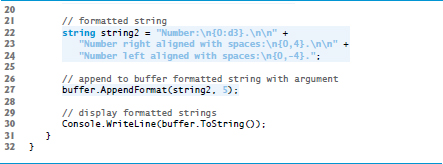 20
21 // formatted string
22 string string2 = "Number:\n{0:d3}.\n\n" +
23 "Number right aligned with spaces:\n{0,4}.\n\n" +
24 "Number left aligned with spaces:\n{0,-4}.";
25
26 // append to buffer formatted string with argument
27 buffer.AppendFormat(string2, 5);
28
29 // display formatted strings
30 Console.WriteLine(buffer.ToString());
31 }
32 }